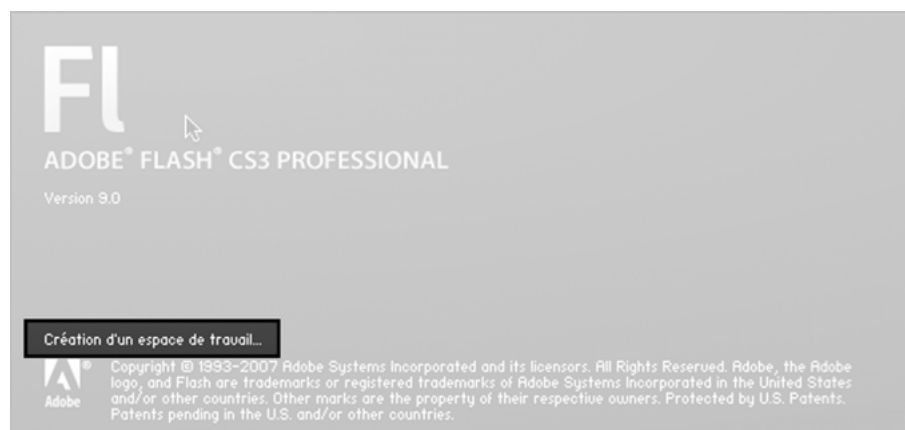 Fl
ADOBE® FLASH® CS3 PROFESSIONAL
Version 9.0
Création d'un espace de travail...
Copyright © 1993-2007 Adobe Systems Incorporated and its licensors. All Rights Reserved. Adobe, the Adobe
logo, and Flash are trademarks or registered trademarks of Adobe Systems Incorporated in the United States
and/or other countries. Other marks are the property of their respective owners. Protected by U.S. Patents.
Patents pending in the U.S. and/or other countries.
®
Adobe